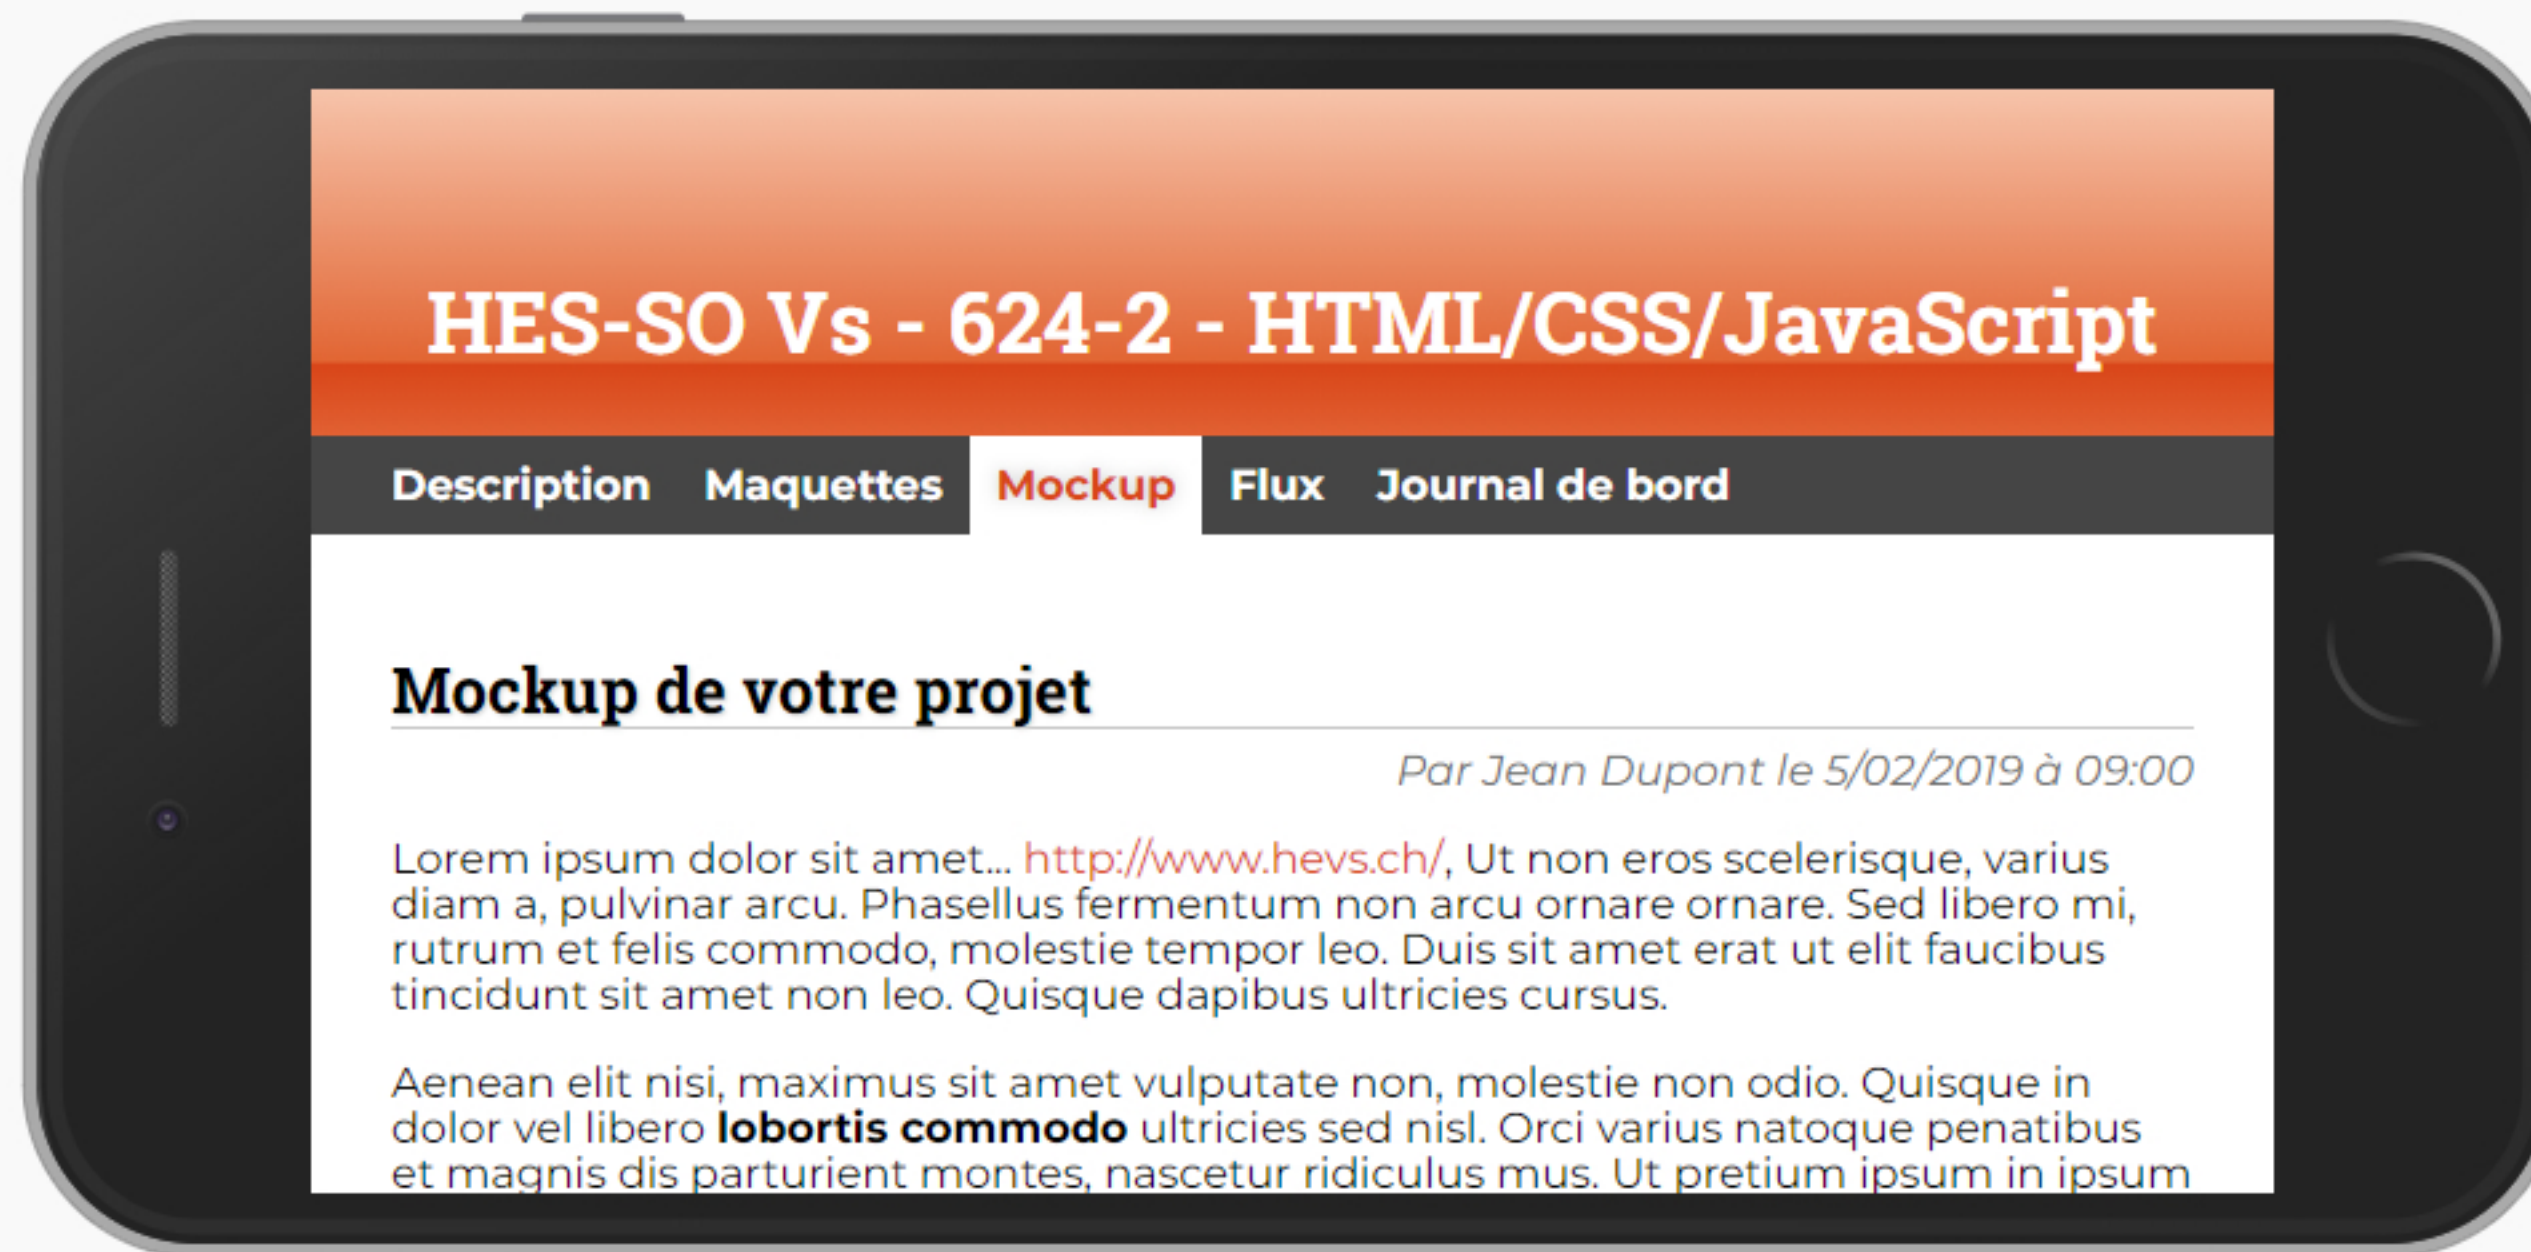 HES-SO Vs - 624-2 - HTML/CSS/JavaScript
Description Maquettes Mockup Flux Journal de bord
Mockup de votre projet
Par Jean Dupont le 5/02/2019 à 09:00
Lorem ipsum dolor sit amet... http://www.hevs.ch/, Ut non eros scelerisque, varius
diam a, pulvinar arcu. Phasellus fermentum non arcu ornare ornare. Sed libero mi,
rutrum et felis commodo, molestie tempor leo. Duis sit amet erat ut elit faucibus
tincidunt sit amet non leo. Quisque dapibus ultricies cursus.
Aenean elit nisi, maximus sit amet vulputate non, molestie non odio. Quisque in
dolor vel libero lobortis commodo ultricies sed nisl. Orci varius natoque penatibus
et magnis dis parturient montes, nascetur ridiculus mus. Ut pretium ipsum in ipsum